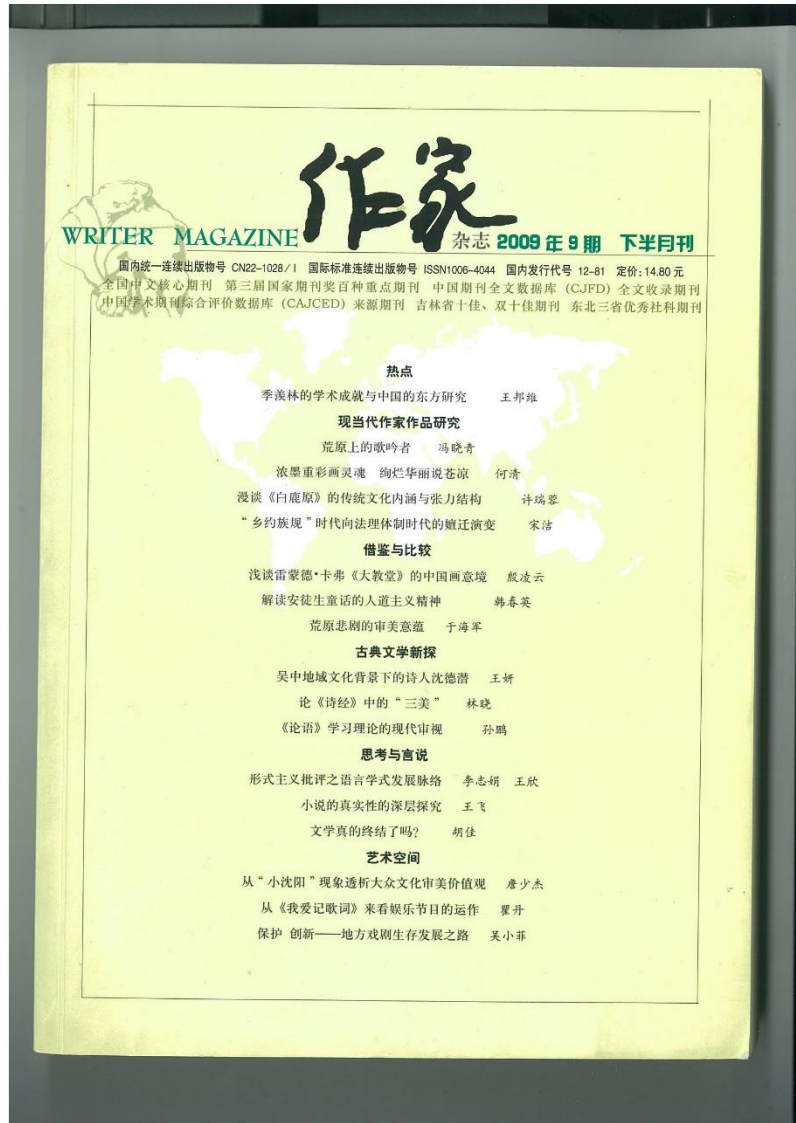 作家
WRITER MAGAZINE 杂志 2009年9期 下半月刊
国内统一连续出版物号 CN22-1028/I 国际标准连续出版物号 ISSN1006-4044 国内发行代号 12-81 定价:14.80元
全国中文核心期刊 第三届国家期刊奖百种重点期刊 中国期刊全文数据库(CJFD)全文收录期刊
中国学术期刊综合评价数据库(CAJCED)来源期刊 吉林省十佳、双十佳期刊 东北三省优秀社科期刊
热点
季羡林的学术成就与中国的东方研究 王邦维
现当代作家作品研究
荒原上的歌吟者 冯晓青
浓墨重彩画灵魂 绚烂华丽说苍凉 何清
漫谈《白鹿原》的传统文化内涵与张力结构 许瑞蓉
“乡约族规”时代向法理体制时代的嬗迁演变 宋洁
借鉴与比较
浅谈雷蒙德·卡弗《大教堂》的中国画意境 殷凌云
解读安徒生童话的人道主义精神 韩春英
荒原悲剧的审美意蕴 于海军
古典文学新探
吴中地域文化背景下的诗人沈德潜 王妍
论《诗经》中的“三美” 林晓
《论语》学习理论的现代审视 孙鹏
思考与言说
形式主义批评之语言学式发展脉络 李志娟 王欣
小说的真实性的深层探究 王飞
文学真的终结了吗? 胡佳
艺术空间
从“小沈阳”现象透析大众文化审美价值观 詹少杰
从《我爱记歌词》来看娱乐节目的运作 瞿丹
保护 创新——地方戏剧生存发展之路 吴小菲